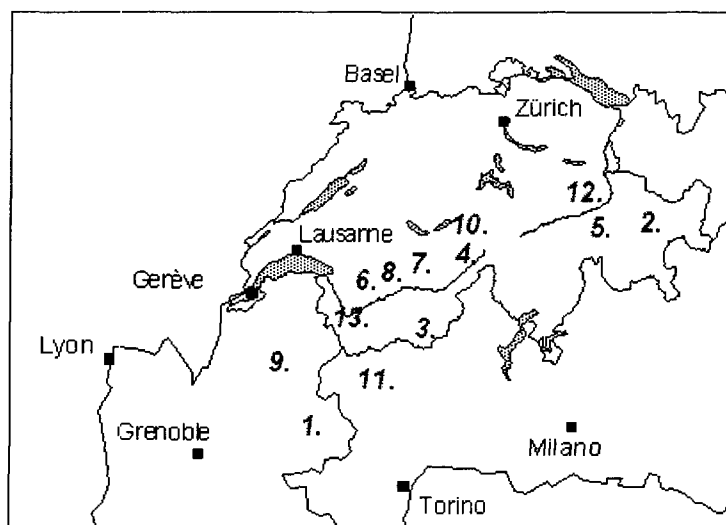 Basel
Zürich
12.
Lausanne
10.
5.
2.
Genève
6.
8.
7.
4.
13.
3.
Lyon
9.
11.
1.
Grenoble
Milano
Torino